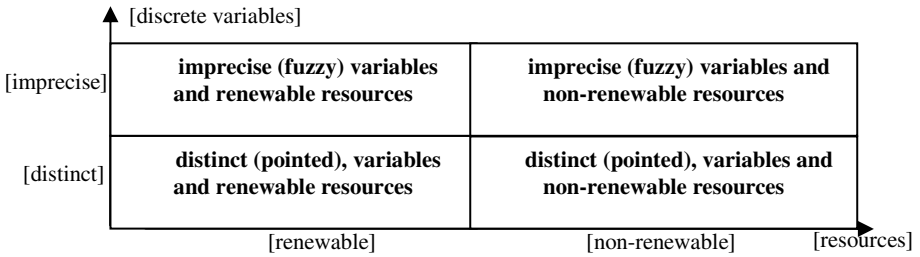 [discrete variables]
[imprecise]
imprecise (fuzzy) variables
and renewable resources
imprecise (fuzzy) variables and
non-renewable resources
[distinct]
distinct (pointed), variables
and renewable resources
distinct (pointed), variables and
non-renewable resources
[renewable]
[non-renewable]
[resources]